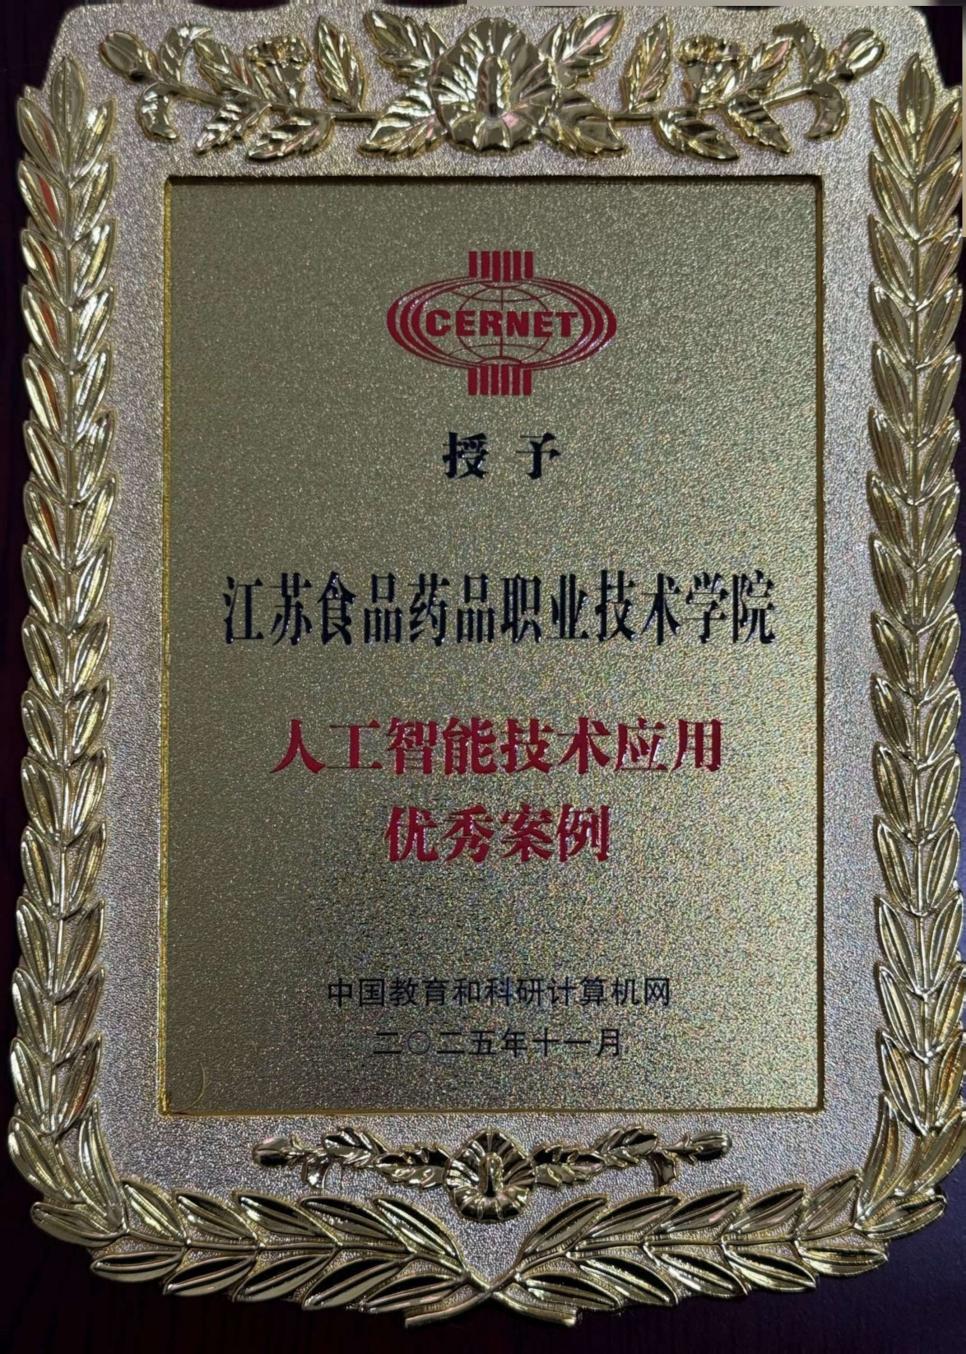 CERNET
授予
江苏食品药品职业技术学院
人工智能技术应用
优秀案例
中国教育和科研计算机网
二〇二五年十一月